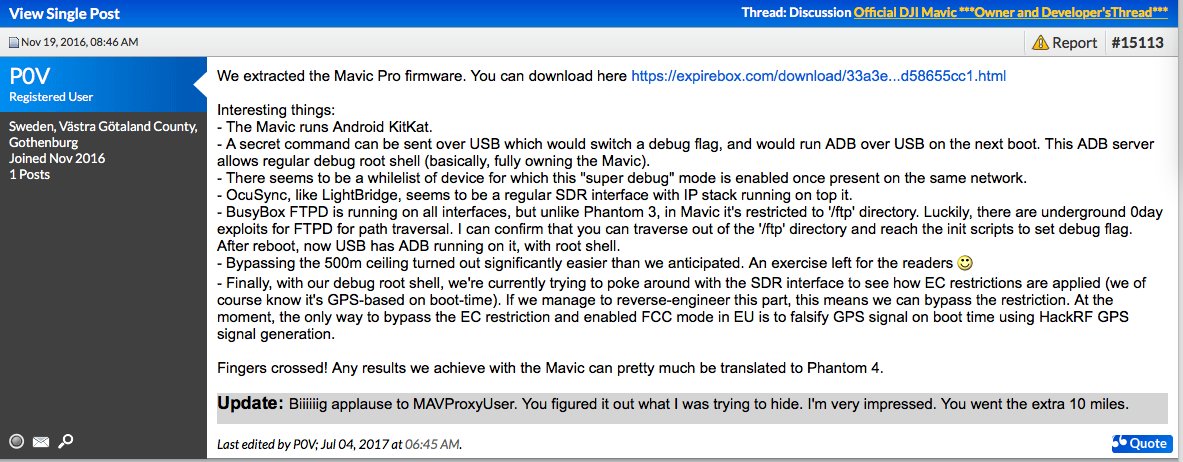 View Single Post
Thread: Discussion Official DJI Mavic ***Owner and Developer'sThread***
Nov 19, 2016, 08:46 AM
Report #15113
P0V
Registered User
Sweden, Västra Götaland County,
Gothenburg
Joined Nov 2016
1 Posts
We extracted the Mavic Pro firmware. You can download here https://expirebox.com/download/33a3e...d58655cc1.html
Interesting things:
- The Mavic runs Android KitKat.
- A secret command can be sent over USB which would switch a debug flag, and would run ADB over USB on the next boot. This ADB server
allows regular debug root shell (basically, fully owning the Mavic).
- There seems to be a whilelist of device for which this "super debug" mode is enabled once present on the same network.
- OcuSync, like LightBridge, seems to be a regular SDR interface with IP stack running on top it.
- BusyBox FTPD is running on all interfaces, but unlike Phantom 3, in Mavic it's restricted to '/ftp' directory. Luckily, there are underground 0day
exploits for FTPD for path traversal. I can confirm that you can traverse out of the '/ftp' directory and reach the init scripts to set debug flag.
After reboot, now USB has ADB running on it, with root shell.
- Bypassing the 500m ceiling turned out significantly easier than we anticipated. An exercise left for the readers
- Finally, with our debug root shell, we're currently trying to poke around with the SDR interface to see how EC restrictions are applied (we of
course know it's GPS-based on boot-time). If we manage to reverse-engineer this part, this means we can bypass the restriction. At the
moment, the only way to bypass the EC restriction and enabled FCC mode in EU is to falsify GPS signal on boot time using HackRF GPS
signal generation.
Fingers crossed! Any results we achieve with the Mavic can pretty much be translated to Phantom 4.
Update: Biiiiiig applause to MAVProxyUser. You figured it out what I was trying to hide. I'm very impressed. You went the extra 10 miles.
Last edited by P0V; Jul 04, 2017 at 06:45 AM.
Quote